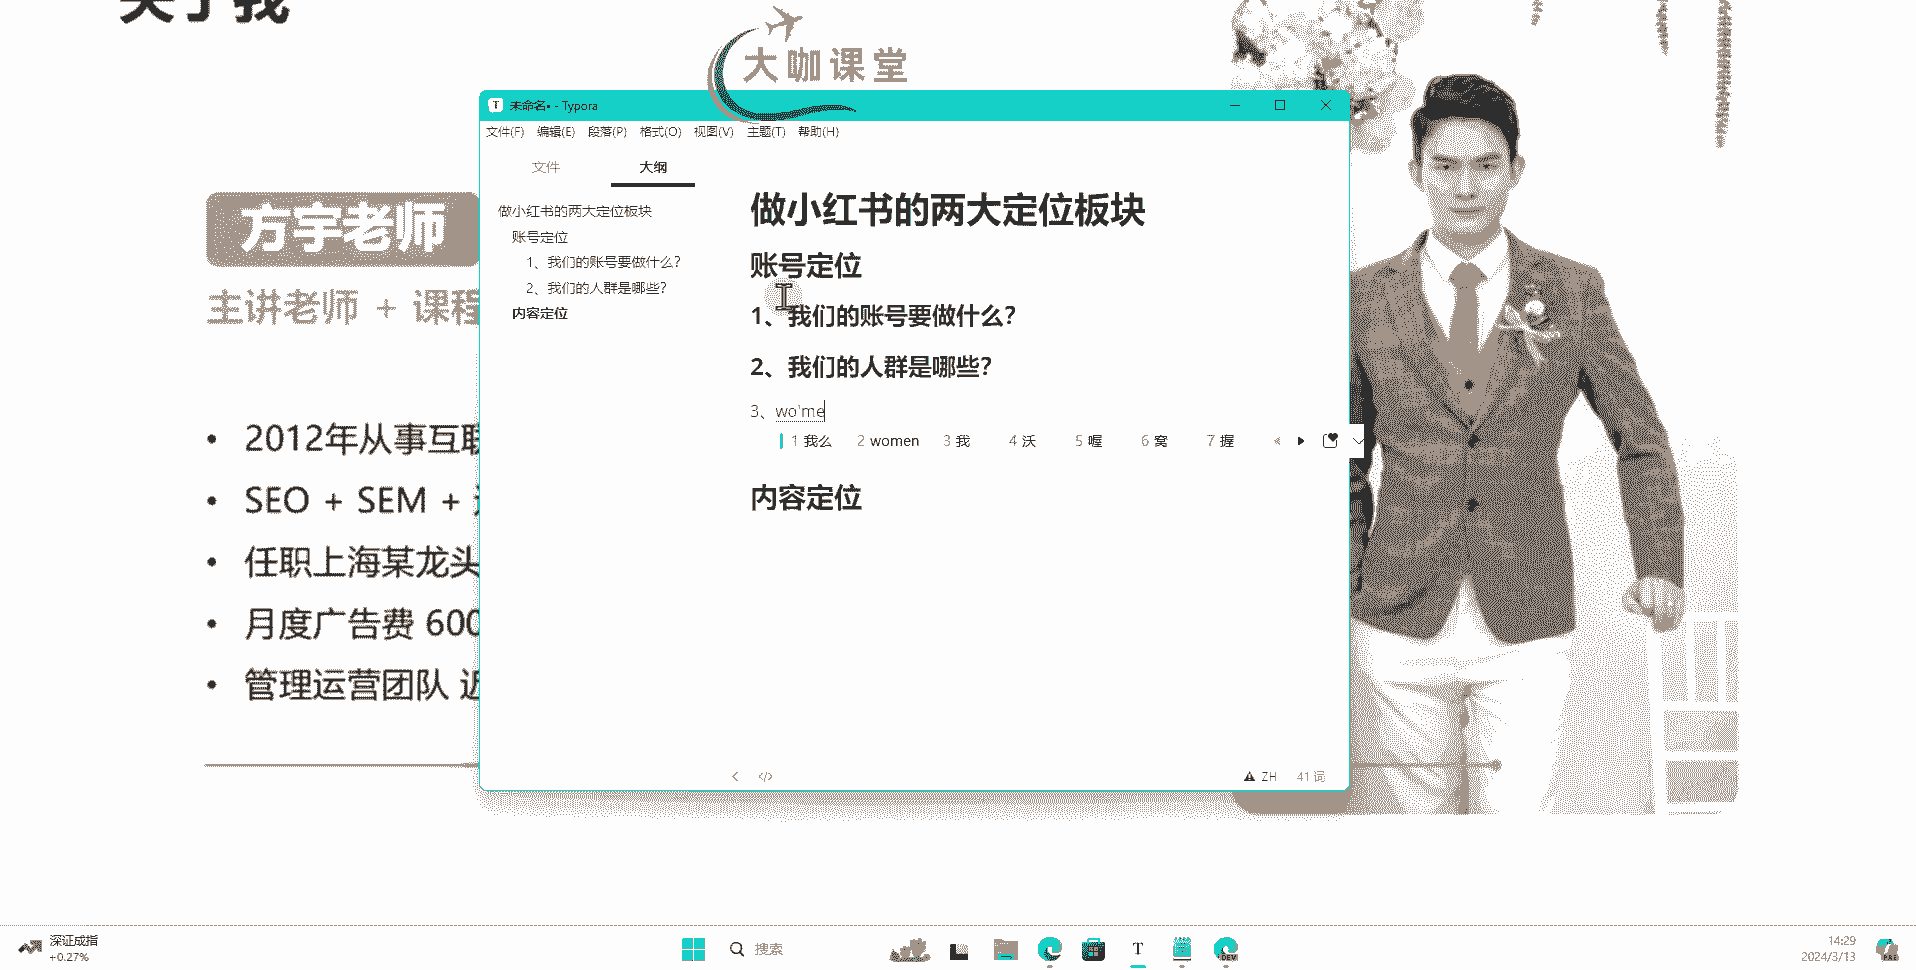 关于我
大咖课堂
未命名• - Typora
文件(F) 编辑(E) 段落(P) 格式(O) 视图(V) 主题(T) 帮助(H)
文件 大纲
做小红书的两大定位板块
账号定位
1、我们的账号要做什么?
2、我们的人群是哪些?
内容定位
做小红书的两大定位板块
账号定位
1、我们的账号要做什么?
2、我们的人群是哪些?
3、wo'me
1 我么 2 women 3 我 4 沃 5 喔 6 窝 7 握
内容定位
ZH 41 词
方宇老师
主讲老师 + 课程
• 2012年从事互联
• SEO + SEM +
• 任职上海某龙头
• 月度广告费 600
• 管理运营团队 近
深证成指
+0.27%
搜索
DEV
14:29
2024/3/13
PRE